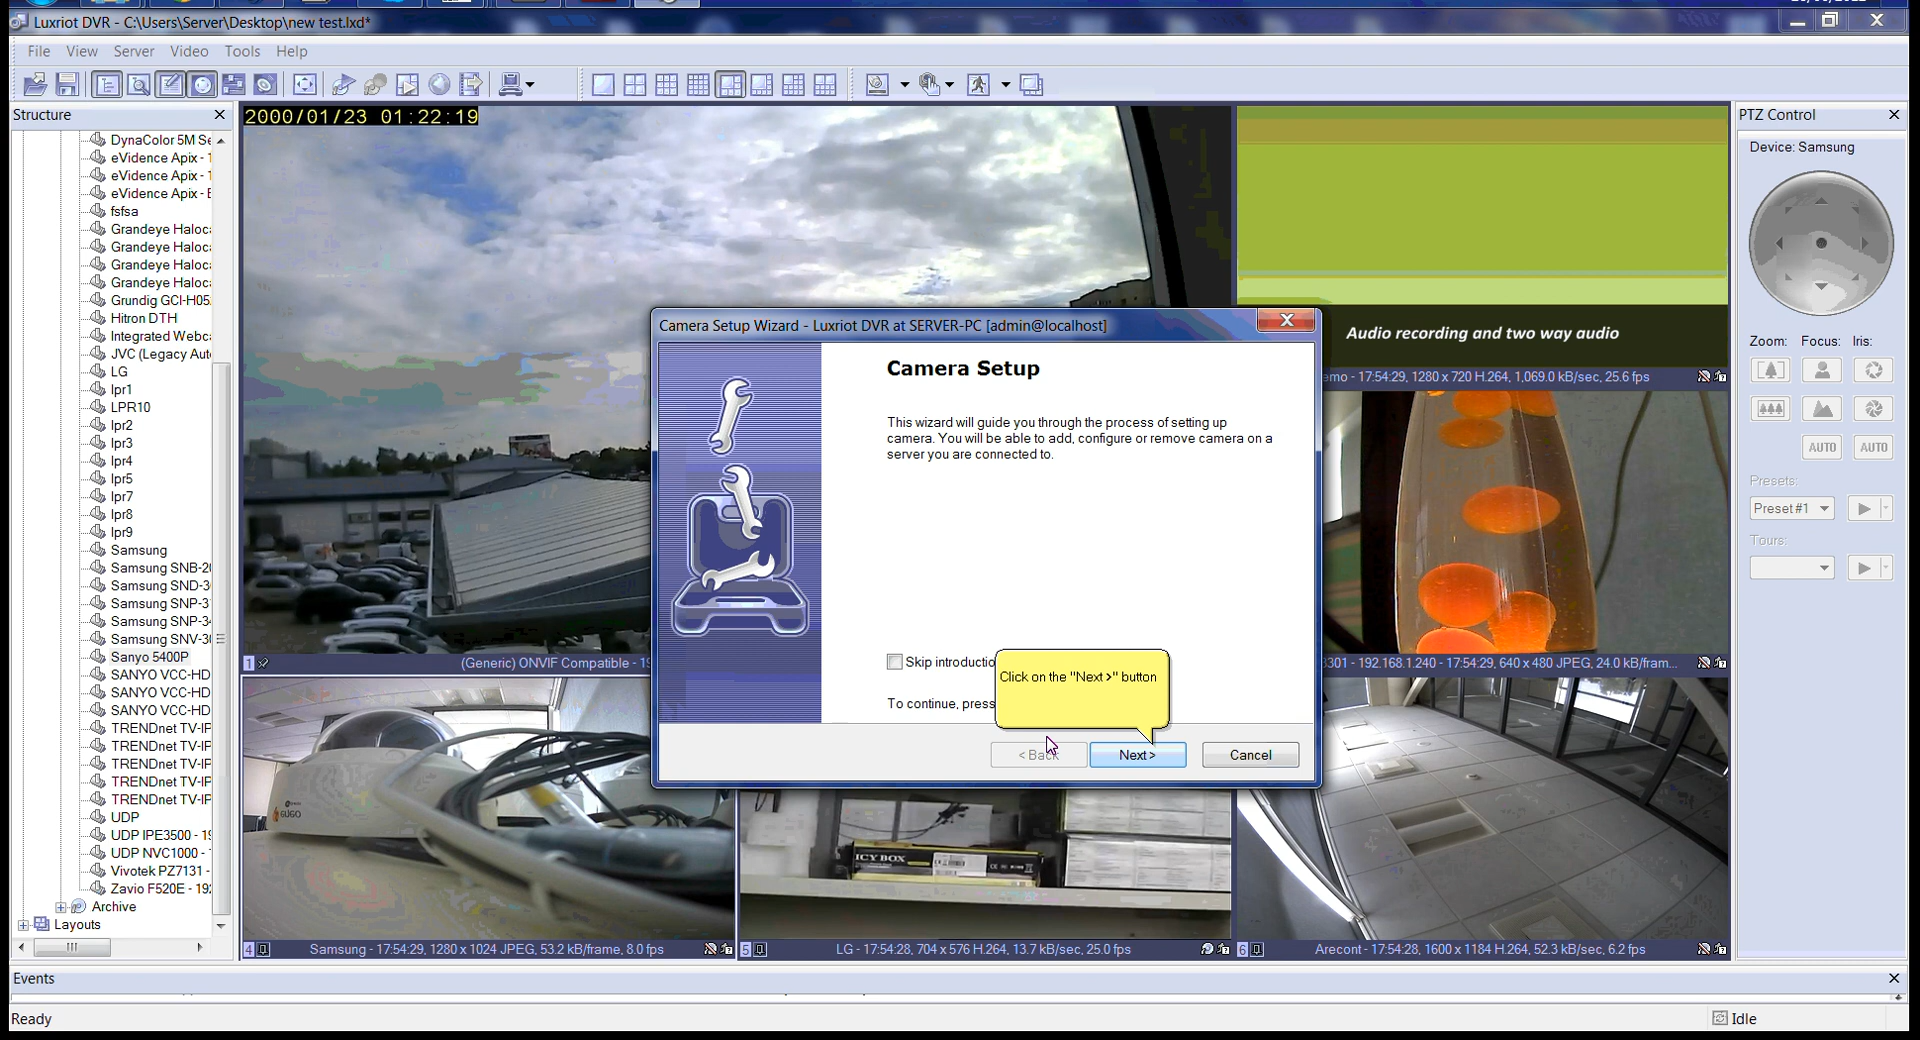 Luxriot DVR - C:\Users\Server\Desktop\new test.lxd*
File View Server Video Tools Help
Structure
DynaColor 5M Se
eVidence Apix - 1
eVidence Apix - 1
eVidence Apix - E
fsfsa
Grandeye Haloc
Grandeye Haloc
Grandeye Haloc
Grandeye Haloc
Grundig GCI-H05
Hitron DTH
Integrated Webc
JVC (Legacy Aut
LG
lpr1
LPR10
lpr2
lpr3
lpr4
lpr5
lpr7
lpr8
lpr9
Samsung
Samsung SNB-20
Samsung SND-3
Samsung SNP-3
Samsung SNP-3
Samsung SNV-30
Sanyo 5400P
SANYO VCC-HD
SANYO VCC-HD
SANYO VCC-HD
TRENDnet TV-IP
TRENDnet TV-IP
TRENDnet TV-IP
TRENDnet TV-IP
TRENDnet TV-IP
UDP
UDP IPE3500 - 19
UDP NVC1000 - 1
Vivotek PZ7131 -
Zavio F520E - 192
Archive
Layouts
2000/01/23 01:22:19
1
(Generic) ONVIF Compatible - 19
Audio recording and two way audio
emo - 17:54:29, 1280 x 720 H.264, 1,069.0 kB/sec, 25.6 fps
3301 - 192.168.1.240 - 17:54:29, 640 x 480 JPEG, 24.0 kB/fram...
Camera Setup Wizard - Luxriot DVR at SERVER-PC [admin@localhost]
Camera Setup
This wizard will guide you through the process of setting up
camera. You will be able to add, configure or remove camera on a
server you are connected to.
Skip introductio
Click on the "Next >" button
To continue, press
< Back
Next >
Cancel
ICY BOX
4
Samsung - 17:54:29, 1280 x 1024 JPEG, 53.2 kB/frame, 8.0 fps
5
LG - 17:54:28, 704 x 576 H.264, 13.7 kB/sec, 25.0 fps
6
Arecont - 17:54:28, 1600 x 1184 H.264, 52.3 kB/sec, 6.2 fps
PTZ Control
Device: Samsung
Zoom: Focus: Iris:
AUTO AUTO
Presets:
Preset #1
Tours:
Events
Ready
Idle